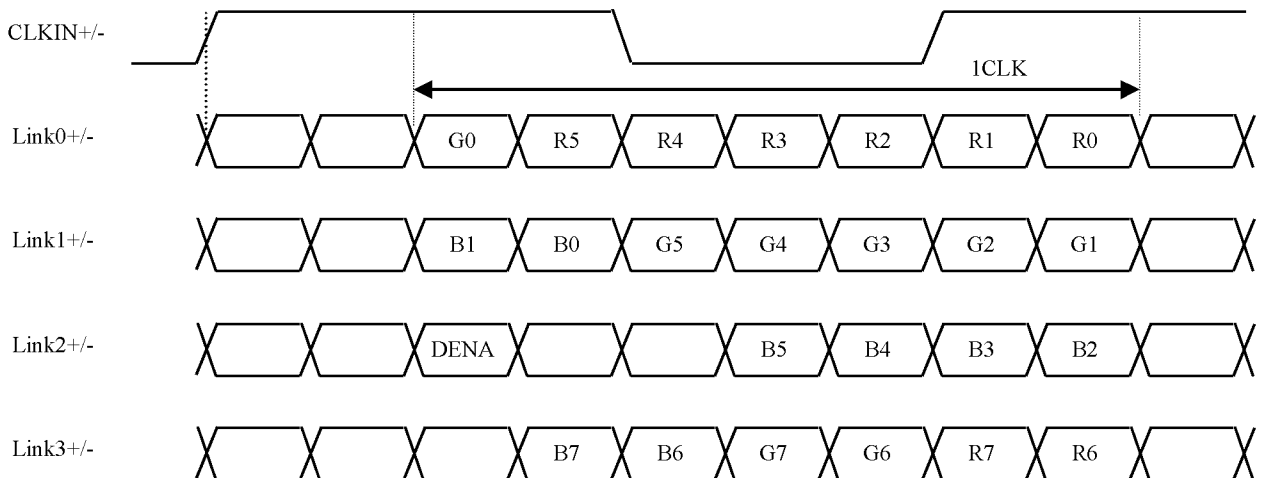 CLKIN+/-
1CLK
Link0+/- G0 R5 R4 R3 R2 R1 R0
Link1+/- B1 B0 G5 G4 G3 G2 G1
Link2+/- DENA B5 B4 B3 B2
Link3+/- B7 B6 G7 G6 R7 R6